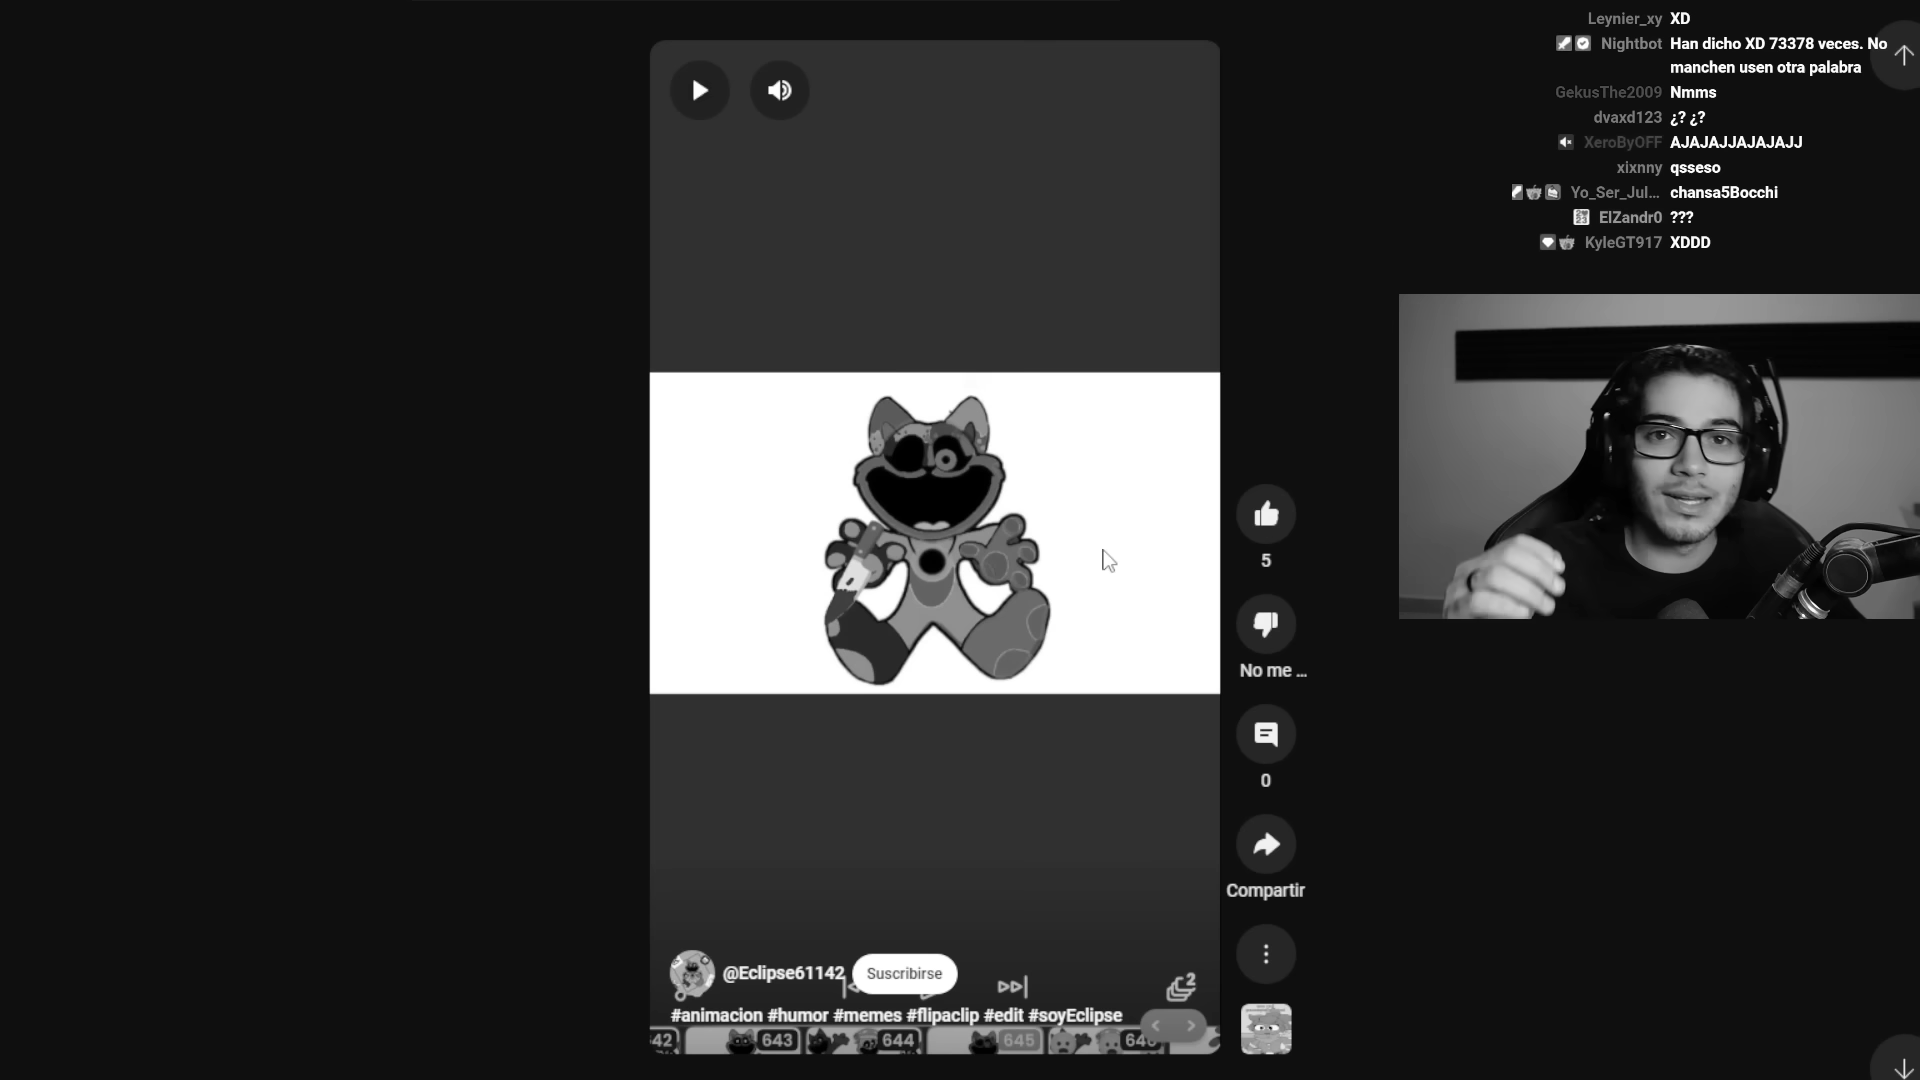 Leynier_xy XD
Nightbot Han dicho XD 73378 veces. No
manchen usen otra palabra
GekusThe2009 Nmms
dvaxd123 ¿? ¿?
XeroByOFF AJAJAJJAJAJAJJ
xixnny qsseso
Yo_Ser_Jul... chansa5Bocchi
ElZandr0 ???
KyleGT917 XDDD
5
No me ...
0
Compartir
@Eclipse61142 Suscribirse
2
#animacion #humor #memes #flipaclip #edit #soyEclipse
643 644 645